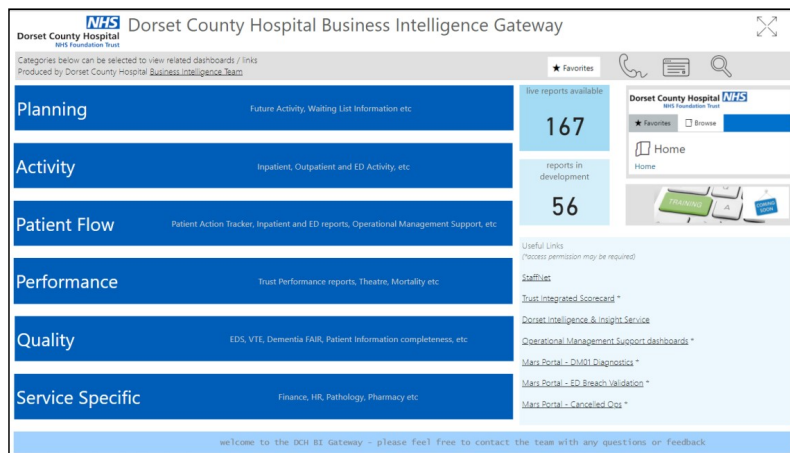 NHS
Dorset County Hospital
NHS Foundation Trust
Dorset County Hospital Business Intelligence Gateway
Categories below can be selected to view related dashboards / links
Produced by Dorset County Hospital Business Intelligence Team
★ Favorites
Planning
Future Activity, Waiting List Information etc
Activity
Inpatient, Outpatient and ED Activity, etc
Patient Flow
Patient Action Tracker, Inpatient and ED reports, Operational Management Support, etc
Performance
Trust Performance reports, Theatre, Mortality etc
Quality
EDS, VTE, Dementia FAIR, Patient Information completeness, etc
Service Specific
Finance, HR, Pathology, Pharmacy etc
live reports available
167
reports in
development
56
Dorset County Hospital NHS
NHS Foundation Trust
★ Favorites Browse
Home
Home
TRAINING
A
COMING
SOON
Useful Links
(*access permission may be required)
StaffNet
Trust Integrated Scorecard *
Dorset Intelligence & Insight Service
Operational Management Support dashboards *
Mars Portal - DM01 Diagnostics *
Mars Portal - ED Breach Validation *
Mars Portal - Cancelled Ops *
welcome to the DCH BI Gateway - please feel free to contact the team with any questions or feedback